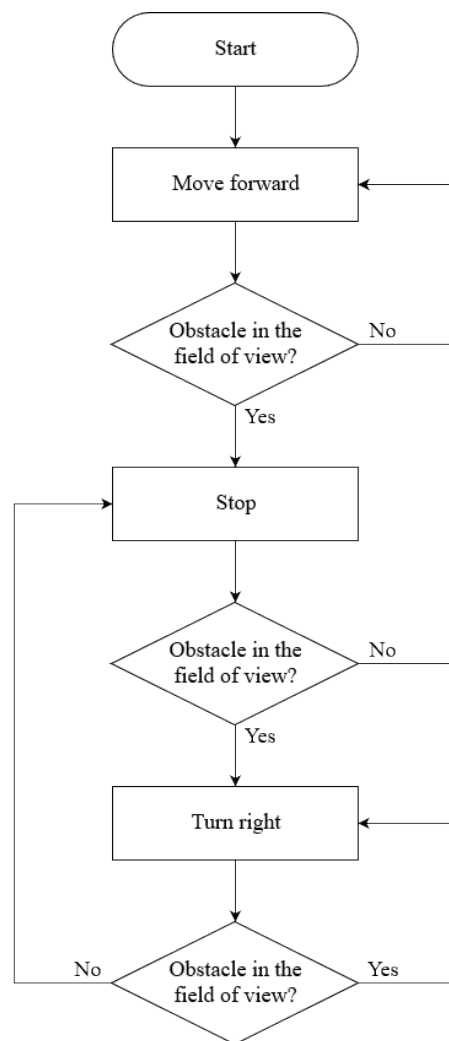 Start
Move forward
Obstacle in the
field of view?
No
Yes
Stop
Obstacle in the
field of view?
No
Yes
Turn right
No
Obstacle in the
field of view?
Yes